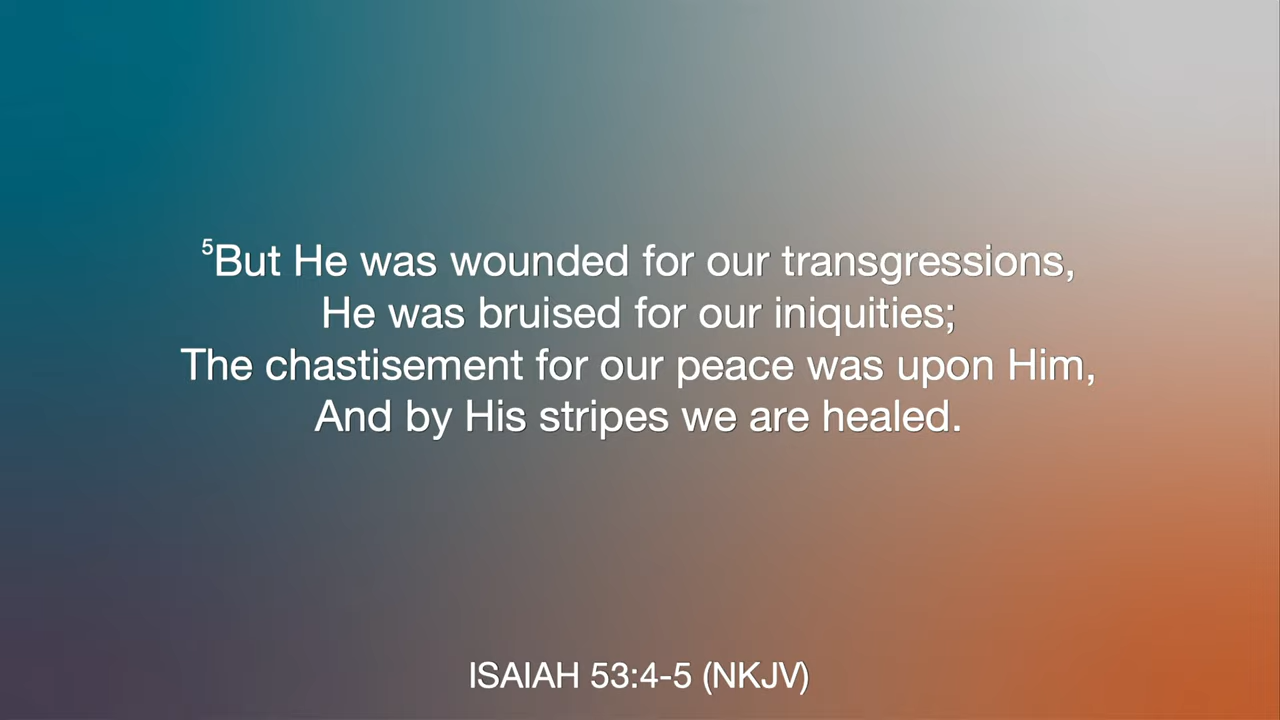 ⁵But He was wounded for our transgressions,
He was bruised for our iniquities;
The chastisement for our peace was upon Him,
And by His stripes we are healed.
ISAIAH 53:4-5 (NKJV)